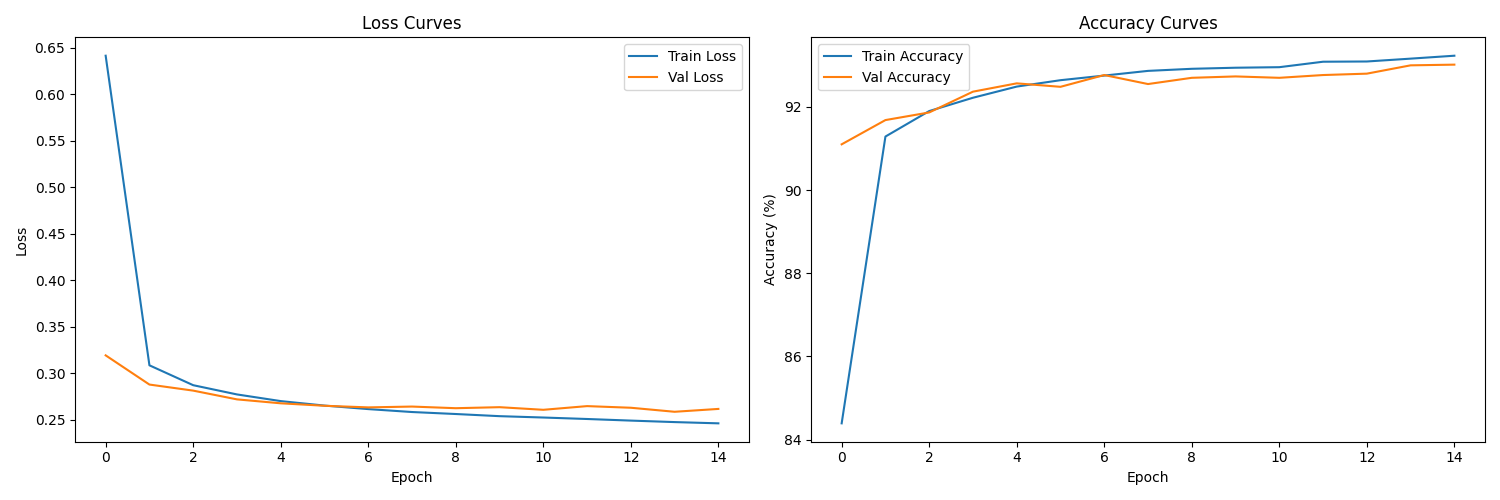 Loss Curves
0.65
0.60
0.55
0.50
0.45
0.40
0.35
0.30
0.25
Loss
0 2 4 6 8 10 12 14
Epoch
Train Loss
Val Loss
Accuracy Curves
92
90
88
86
84
Accuracy (%)
0 2 4 6 8 10 12 14
Epoch
Train Accuracy
Val Accuracy